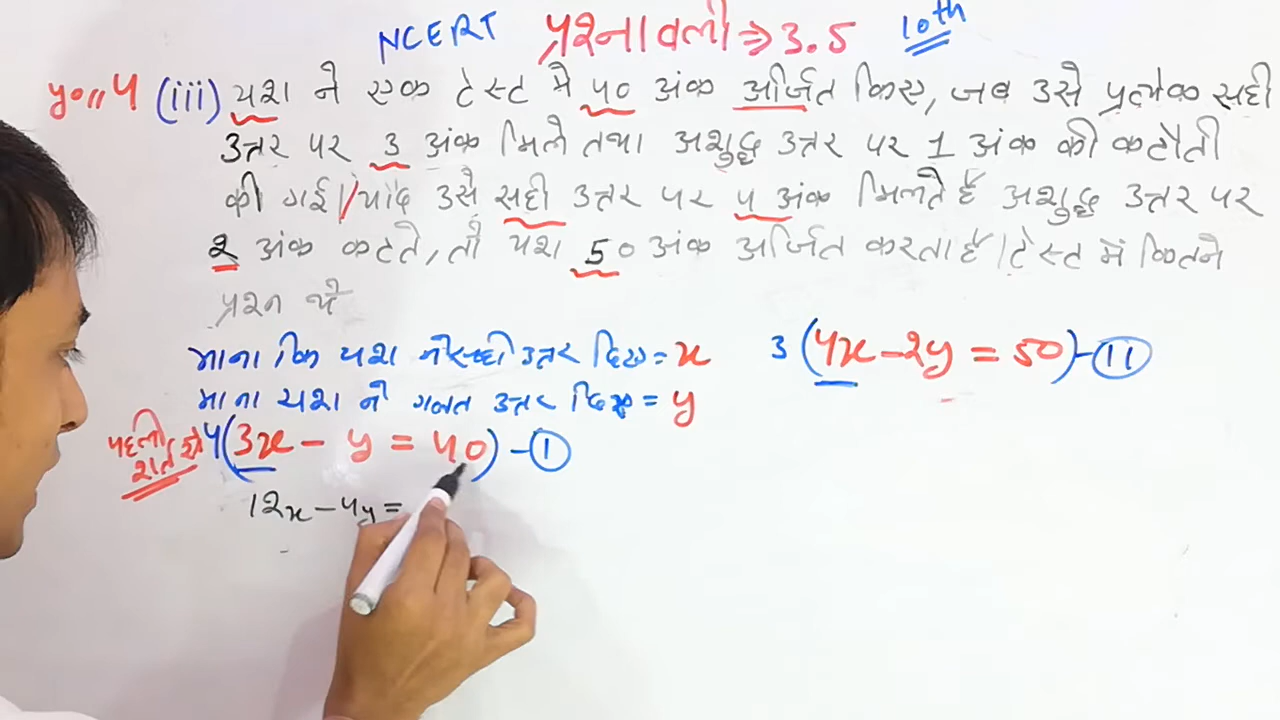 NCERT प्रश्नावली ⇒ 3.5 10th
प्र०॥ 4 (iii) यश ने एक टेस्ट में 40 अंक अर्जित किए, जब उसे प्रत्येक सही
उत्तर पर 3 अंक मिले तथा अशुद्ध उत्तर पर 1 अंक की कटौती
की गई। यदि उसे सही उत्तर पर 4 अंक मिलते हैं अशुद्ध उत्तर पर
2 अंक कटते, तो यश 50 अंक अर्जित करता है। टेस्ट में कितने
प्रश्न थे
माना कि यश ने सही उत्तर दिए = x
3 (4x - 2y = 50) - 11
माना यश ने गलत उत्तर दिए = y
पहली शर्त से 4(3x - y = 40) - 1
12x - 4y =